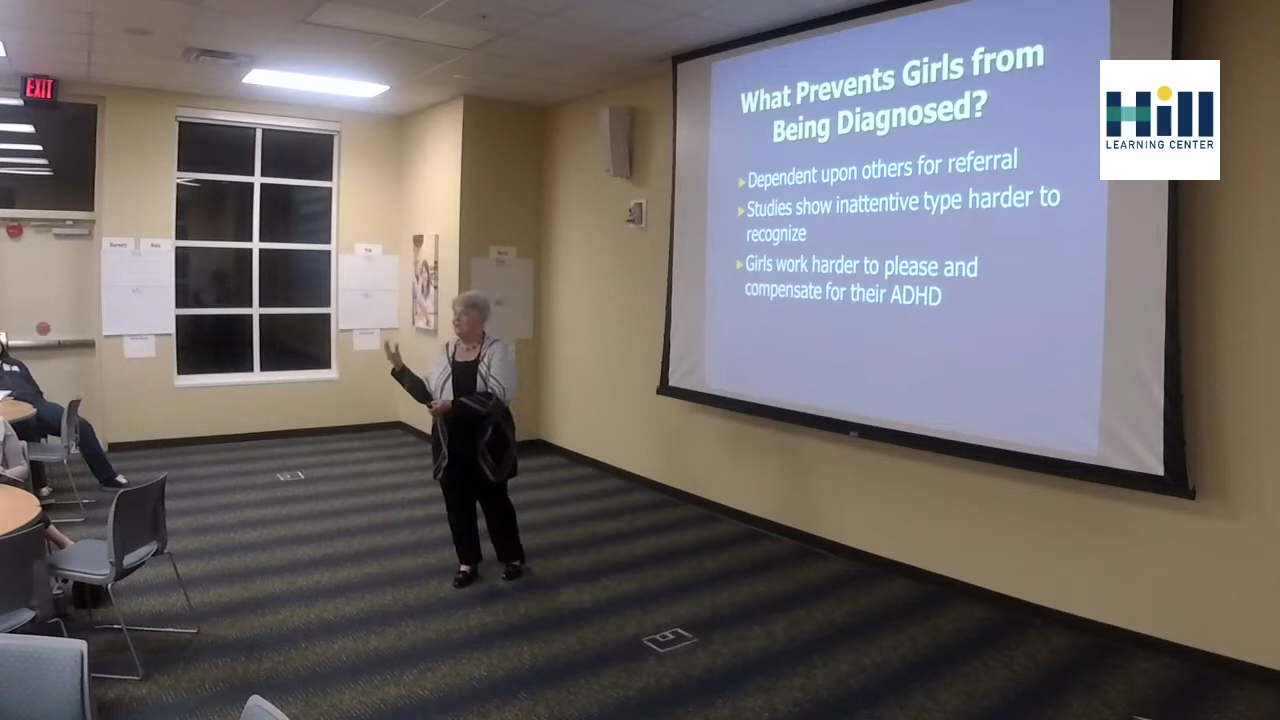 EXIT
What Prevents Girls from
Being Diagnosed?
Dependent upon others for referral
Studies show inattentive type harder to
recognize
Girls work harder to please and
compensate for their ADHD
Hill
LEARNING CENTER